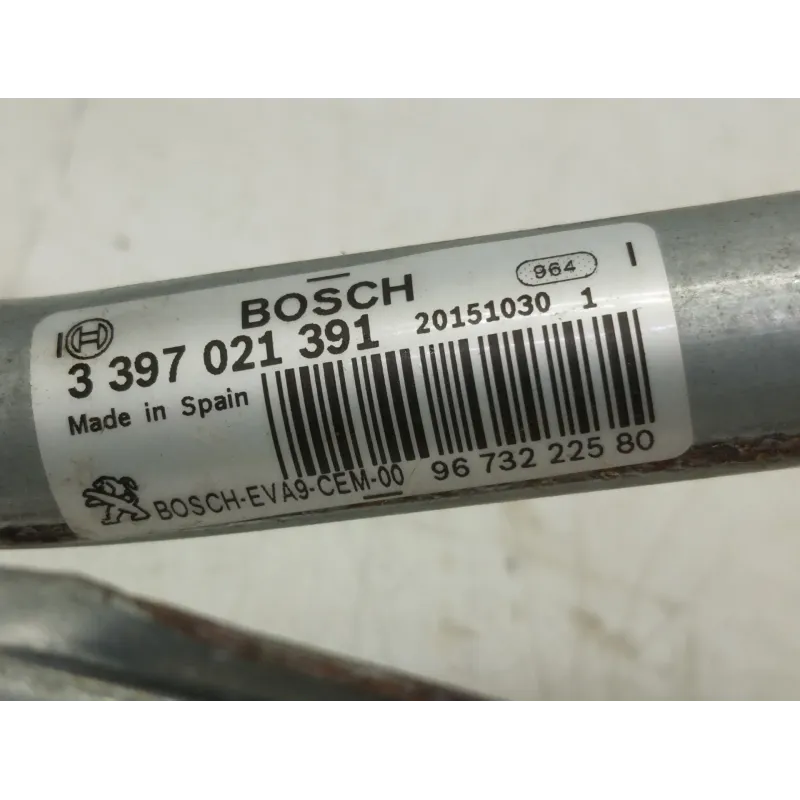 BOSCH
964 I
I
3 397 021 391 20151030 1
Made in Spain
BOSCH-EVA9-CEM-00 96 732 225 80